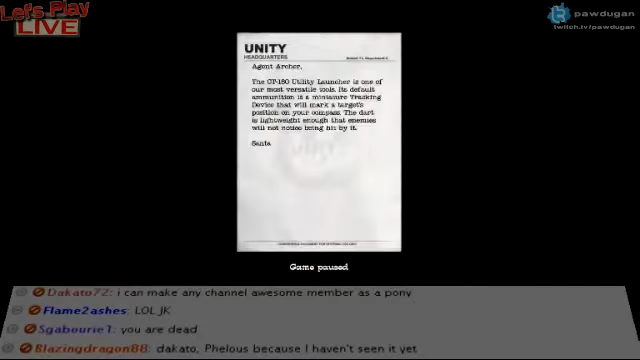 Let's Play
LIVE
pawdugan
twitch.tv/pawdugan
UNITY
HEADQUARTERS
Agent Archer,
The CT-180 Utility Launcher is one of
our most versatile tools. Its default
ammunition is a miniature Tracking
Device that will mark a target's
position on your compass. The dart
is lightweight enough that enemies
will not notice being hit by it.
Santa
Game paused
Dakato72: i can make any channel awesome member as a pony
Flame2ashes: LOL JK
Sgabourie1: you are dead
Blazingdragon88: dakato, Phelous because I haven't seen it yet